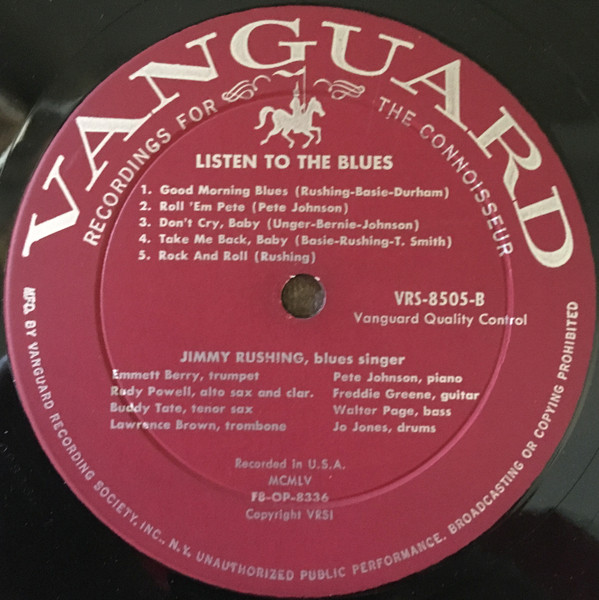 VANGUARD
RECORDINGS FOR THE CONNOISSEUR
LISTEN TO THE BLUES
1. Good Morning Blues (Rushing-Basie-Durham)
2. Roll 'Em Pete (Pete Johnson)
3. Don't Cry, Baby (Unger-Bernie-Johnson)
4. Take Me Back, Baby (Basie-Rushing-T. Smith)
5. Rock And Roll (Rushing)
VRS-8505-B
Vanguard Quality Control
JIMMY RUSHING, blues singer
Emmett Berry, trumpet Pete Johnson, piano
Rudy Powell, alto sax and clar. Freddie Greene, guitar
Buddy Tate, tenor sax Walter Page, bass
Lawrence Brown, trombone Jo Jones, drums
Recorded in U.S.A.
MCMLV
FB-OP-8336
Copyright VRSI
MFG. BY VANGUARD RECORDING SOCIETY, INC., N.Y. UNAUTHORIZED PUBLIC PERFORMANCE, BROADCASTING OR COPYING PROHIBITED